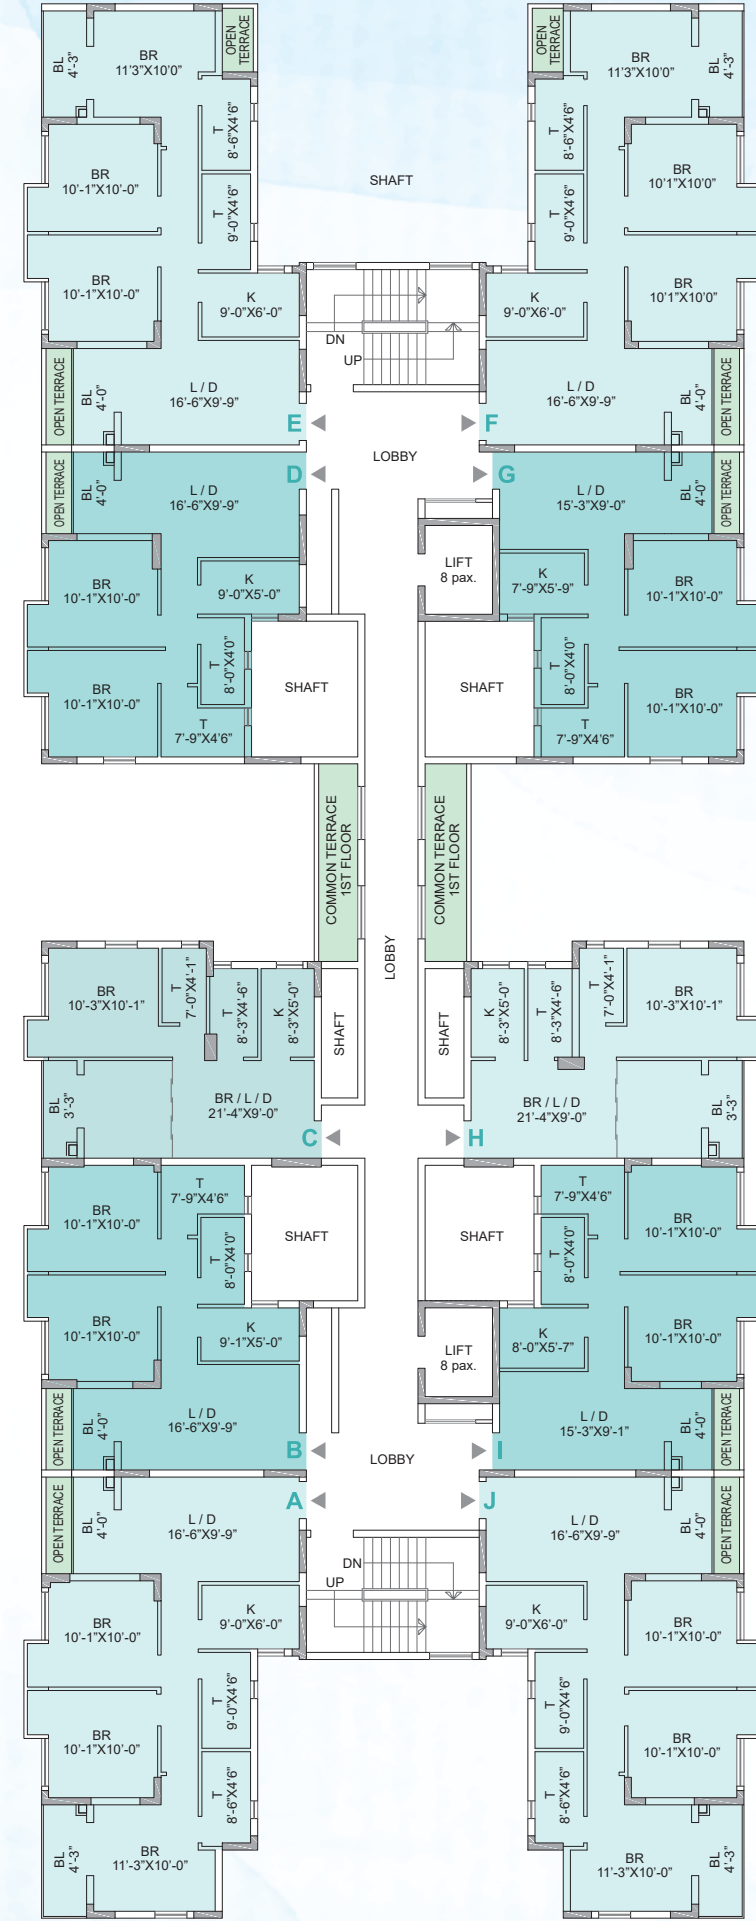 BL
4'-3"
BR
11'3"X10'0"
OPEN
TERRACE
OPEN
TERRACE
BR
11'3"X10'0"
BL
4'-3"
T
8'-6"X4'6"
T
8'-6"X4'6"
BR
10'-1"X10'-0"
SHAFT
BR
10'1"X10'0
T
9'-0"X4'6"
T
9'-0"X4'6"
BR
10'-1"X10'-0"
BR
10'1"X10'0
K
9'-0"X6'-0"
DN
UP
K
9'-0"X6'-0"
OPEN TERRACE
BL
4'-0"
L / D
16'-6"X9'-9"
L / D
16'-6"X9'-9"
BL
4'-0"
OPEN TERRACE
E
F
LOBBY
D
G
OPEN TERRACE
BL
4'-0"
L / D
16'-6"X9'-9"
L / D
15'-3"X9'-0"
BL
4'-0"
OPEN TERRACE
LIFT
8 pax.
BR
10'-1"X10'-0"
K
9'-0"X5'-0"
K
7'-9"X5'-9"
BR
10'-1"X10'-0"
T
8'-0"X4'0"
T
8'-0"X4'0"
BR
10'-1"X10'-0"
SHAFT
SHAFT
BR
10'-1"X10'-0"
T
7'-9"X4'6"
T
7'-9"X4'6"
COMMON TERRACE
1ST FLOOR
COMMON TERRACE
1ST FLOOR
LOBBY
BR
10'-3"X10'-1"
T
7'-0"X4'-1"
T
8'-3"X4'-6"
K
8'-3"X5'-0"
SHAFT
SHAFT
K
8'-3"X5'-0"
T
8'-3"X4'-6"
T
7'-0"X4'-1"
BR
10'-3"X10'-1"
BL
3'-3"
BR / L / D
21'-4"X9'-0"
BR / L / D
21'-4"X9'-0"
BL
3'-3"
C
H
BR
10'-1"X10'-0"
T
7'-9"X4'6"
T
7'-9"X4'6"
BR
10'-1"X10'-0"
T
8'-0"X4'0"
SHAFT
SHAFT
T
8'-0"X4'0"
BR
10'-1"X10'-0"
K
9'-1"X5'-0"
LIFT
8 pax.
K
8'-0"X5'-7"
BR
10'-1"X10'-0"
OPEN TERRACE
BL
4'-0"
L / D
16'-6"X9'-9"
L / D
15'-3"X9'-1"
BL
4'-0"
OPEN TERRACE
B
I
LOBBY
A
J
OPEN TERRACE
BL
4'-0"
L / D
16'-6"X9'-9"
L / D
16'-6"X9'-9"
BL
4'-0"
OPEN TERRACE
DN
UP
BR
10'-1"X10'-0"
K
9'-0"X6'-0"
K
9'-0"X6'-0"
BR
10'-1"X10'-0"
T
9'-0"X4'6"
T
9'-0"X4'6"
BR
10'-1"X10'-0"
BR
10'-1"X10'-0"
T
8'-6"X4'6"
T
8'-6"X4'6"
BL
4'-3"
BR
11'-3"X10'-0"
BR
11'-3"X10'-0"
BL
4'-3"